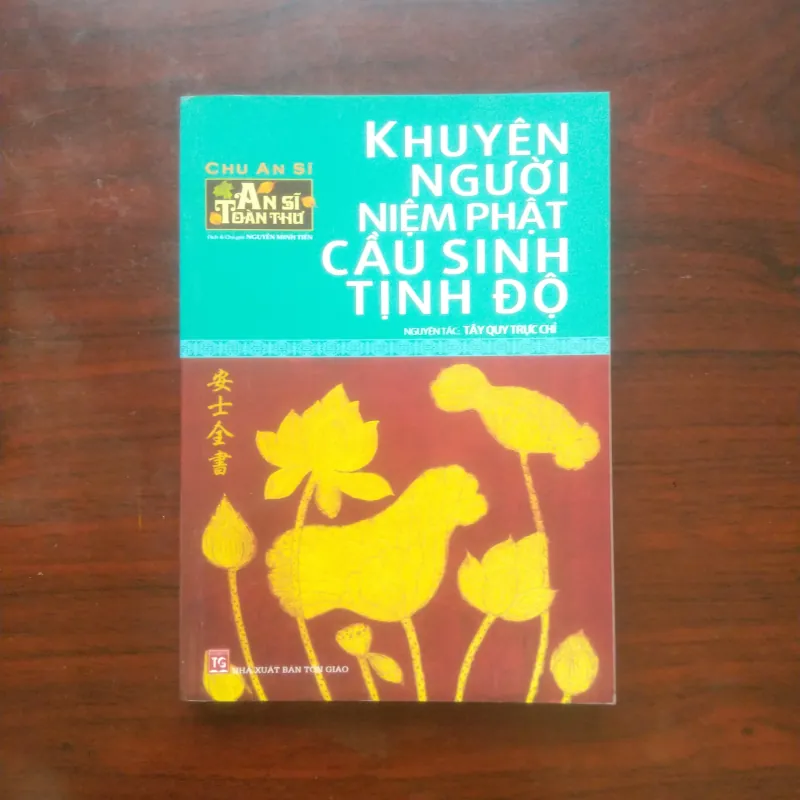 KHUYÊN
NGƯỜI
NIỆM PHẬT
CẦU SINH
TỊNH ĐỘ
NGUYÊN TÁC: TÂY QUY TRỰC CHỈ
CHU AN SĨ
AN SĨ
TOÀN THƯ
Dịch & Chú giải: NGUYỄN MINH TIẾN
安士全書
TG
NHÀ XUẤT BẢN TÔN GIÁO